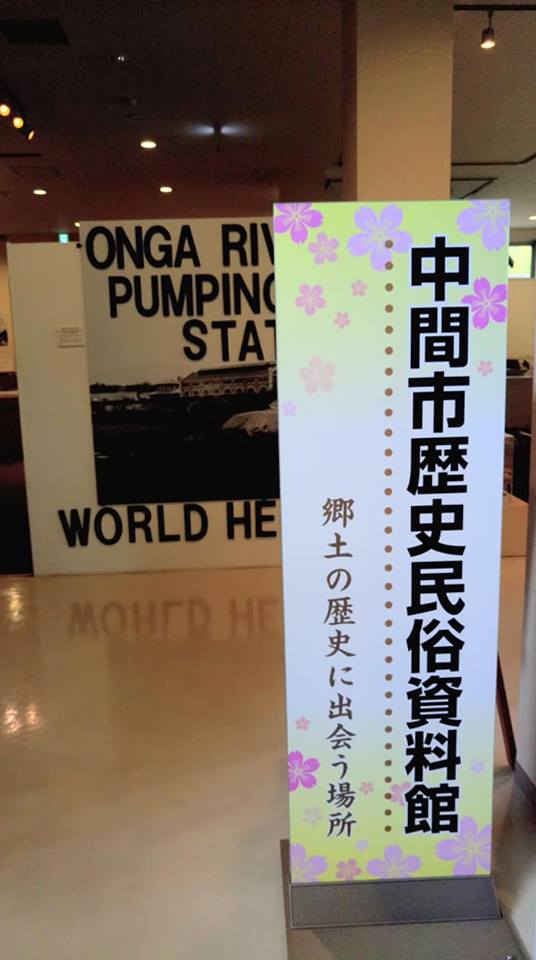 中間市歴史民俗資料館
郷土の歴史に出会う場所
ONGA RIV
PUMPING
STAT
WORLD HE